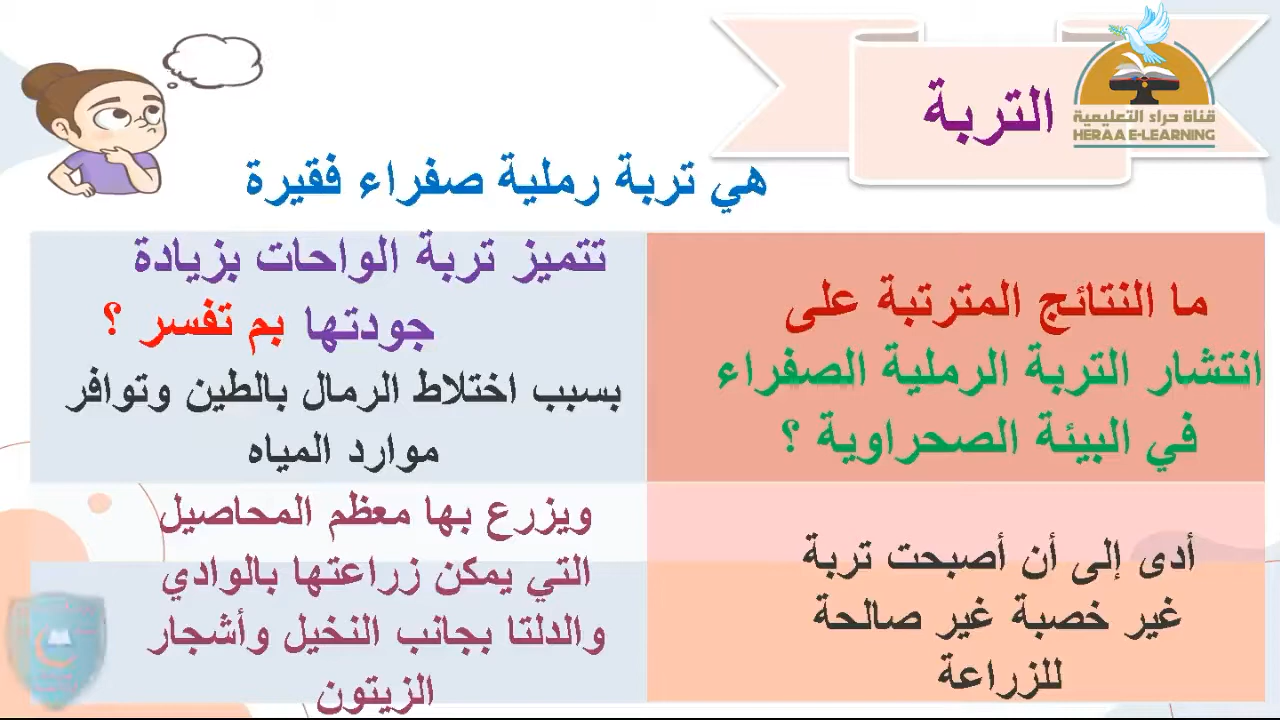 التربة
قناة حراء التعليمية
HERAA E-LEARNING
هي تربة رملية صفراء فقيرة
ما النتائج المترتبة على
انتشار التربة الرملية الصفراء
في البيئة الصحراوية ؟
أدى إلى أن أصبحت تربة
غير خصبة غير صالحة
للزراعة
تتميز تربة الواحات بزيادة
جودتها بم تفسر ؟
بسبب اختلاط الرمال بالطين وتوافر
موارد المياه
ويزرع بها معظم المحاصيل
التي يمكن زراعتها بالوادي
والدلتا بجانب النخيل وأشجار
الزيتون